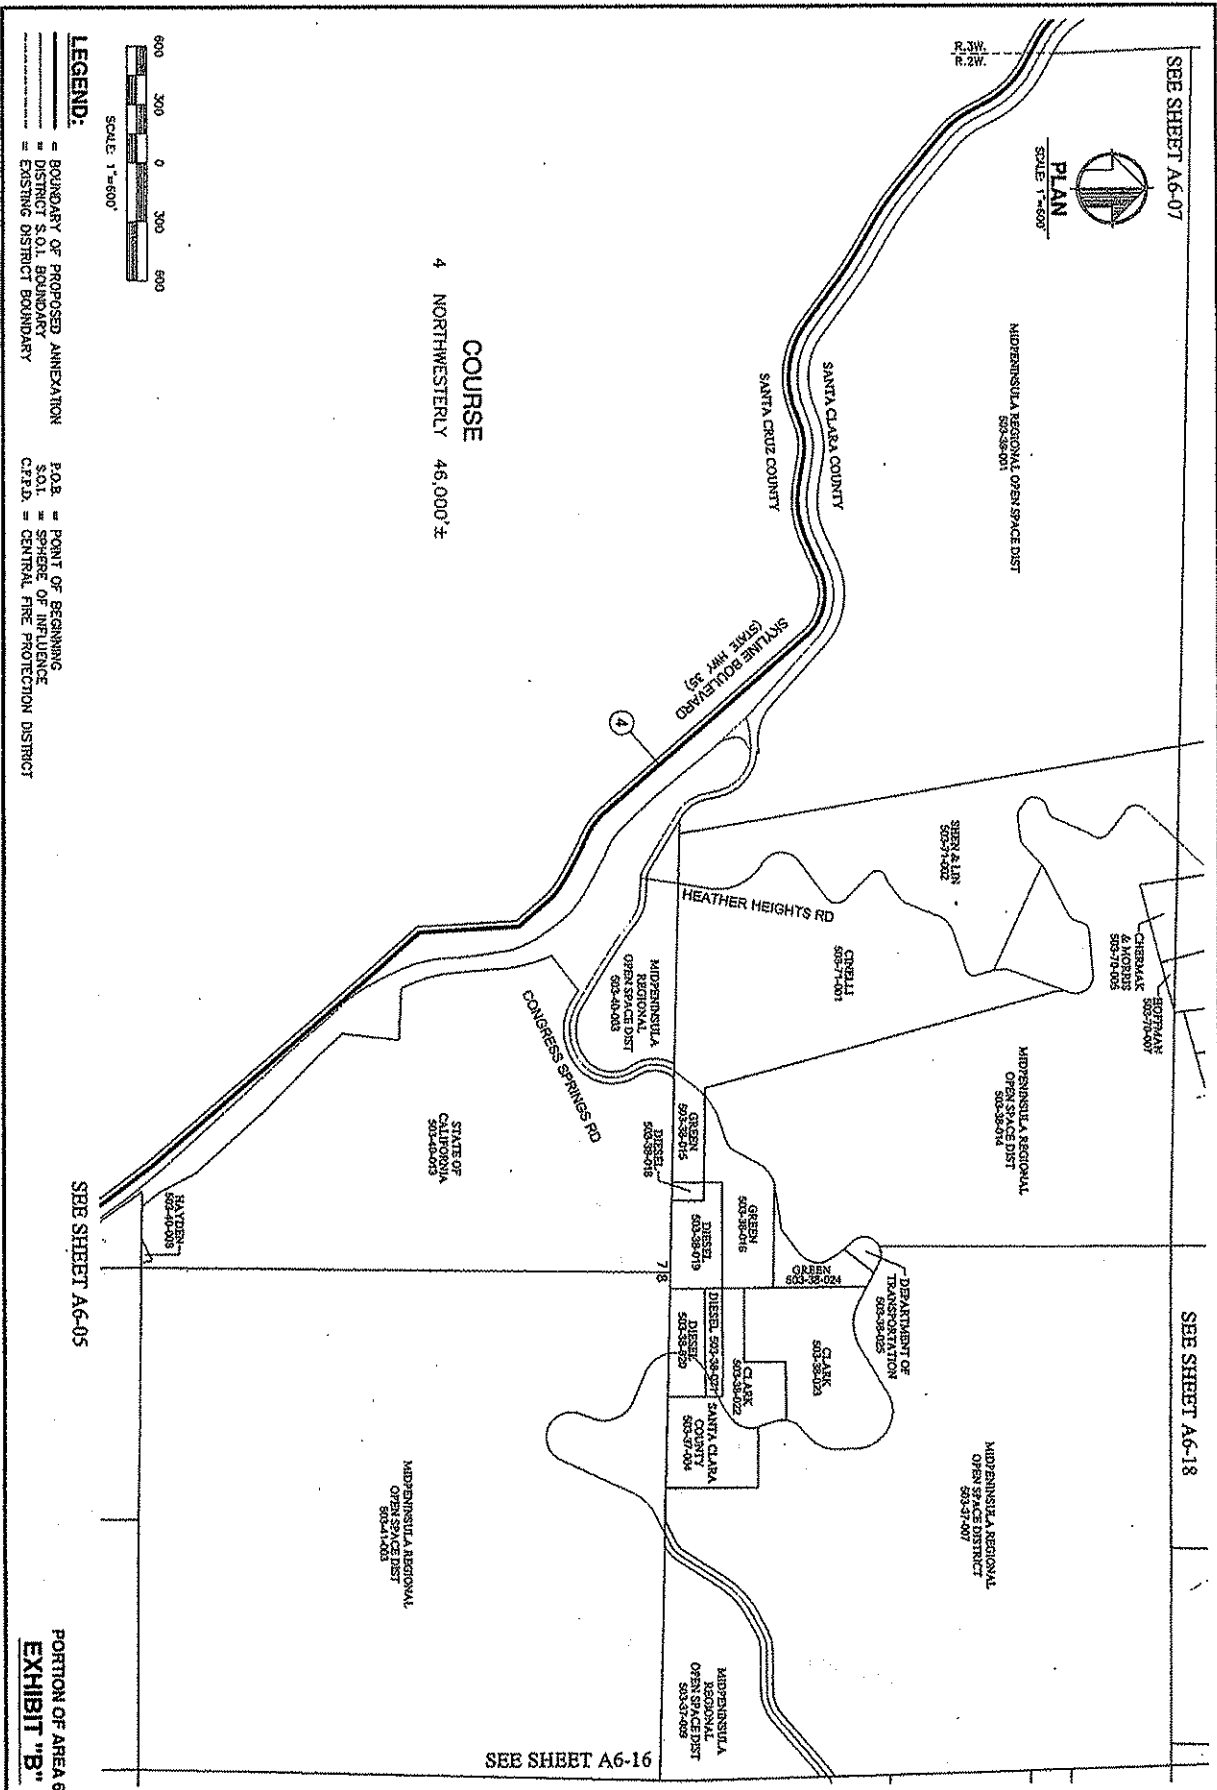 SEE SHEET A6-07
R.3W.
R.2W.
PLAN
SCALE: 1"=600'
MIDPENINSULA REGIONAL OPEN SPACE DIST
503-39-001
SANTA CLARA COUNTY
SANTA CRUZ COUNTY
COURSE
4 NORTHWESTERLY 46,000'±
SKYLINE BOULEVARD
(STATE HWY 35)
4
HEATHER HEIGHTS RD
SHEN & LIN
503-71-002
CHERMAK
& MORRIS
503-70-006
HOFFMAN
503-70-007
CINELLI
503-71-001
MIDPENINSULA
REGIONAL
OPEN SPACE DIST
503-40-003
CONGRESS SPRINGS RD
MIDPENINSULA REGIONAL
OPEN SPACE DIST
503-38-014
GREEN
503-38-015
DIESEL
503-38-018
GREEN
503-38-016
DIESEL
503-38-019
GREEN
503-38-024
DEPARTMENT OF
TRANSPORTATION
503-38-025
STATE OF
CALIFORNIA
503-40-013
HAYDEN
503-40-008
SEE SHEET A6-05
7 8
DIESEL 503-38-021
DIESEL
503-38-020
CLARK
503-38-022
CLARK
503-38-023
SANTA CLARA
COUNTY
503-37-004
SEE SHEET A6-18
MIDPENINSULA REGIONAL
OPEN SPACE DISTRICT
503-37-007
MIDPENINSULA REGIONAL
OPEN SPACE DIST
503-41-003
MIDPENINSULA
REGIONAL
OPEN SPACE DIST
503-37-009
SEE SHEET A6-16
600 300 0 300 600
SCALE: 1"=600'
LEGEND:
= BOUNDARY OF PROPOSED ANNEXATION
= DISTRICT S.O.I. BOUNDARY
= EXISTING DISTRICT BOUNDARY
P.O.B. = POINT OF BEGINNING
S.O.I. = SPHERE OF INFLUENCE
C.F.P.D. = CENTRAL FIRE PROTECTION DISTRICT
PORTION OF AREA 6
EXHIBIT "B"